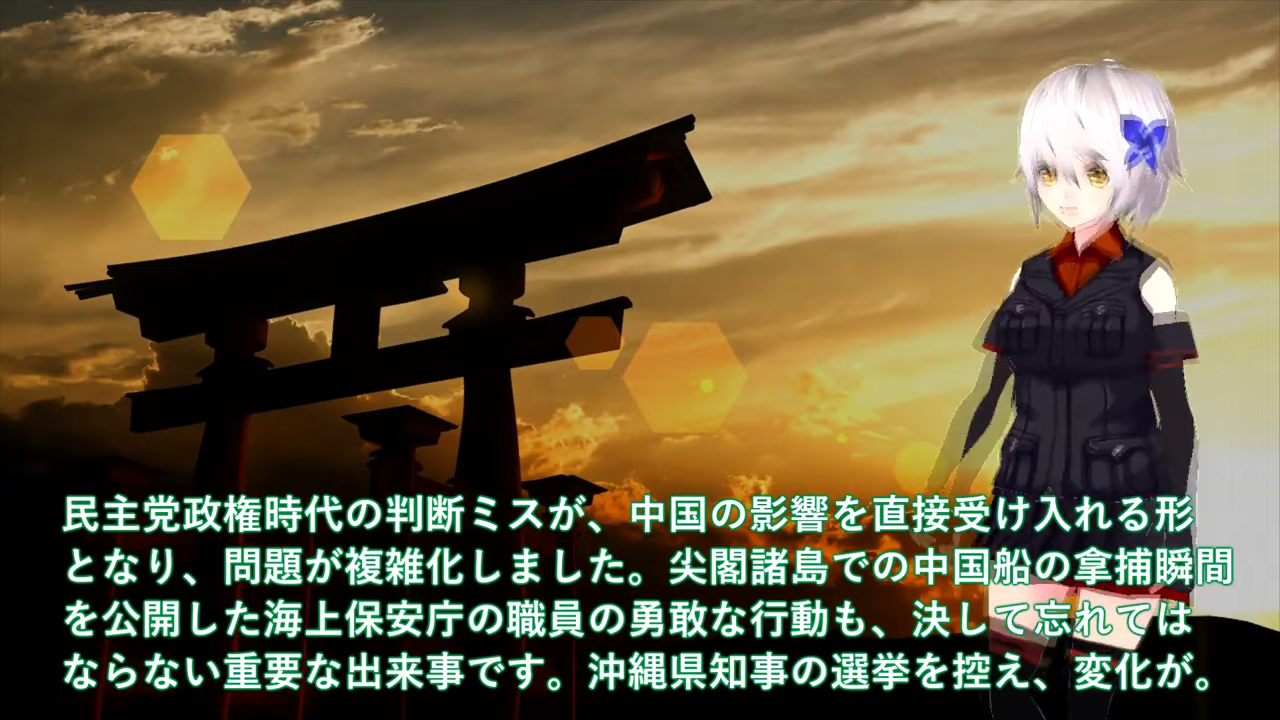 民主党政権時代の判断ミスが、中国の影響を直接受け入れる形
となり、問題が複雑化しました。尖閣諸島での中国船の拿捕瞬間
を公開した海上保安庁の職員の勇敢な行動も、決して忘れては
ならない重要な出来事です。沖縄県知事の選挙を控え、変化が。